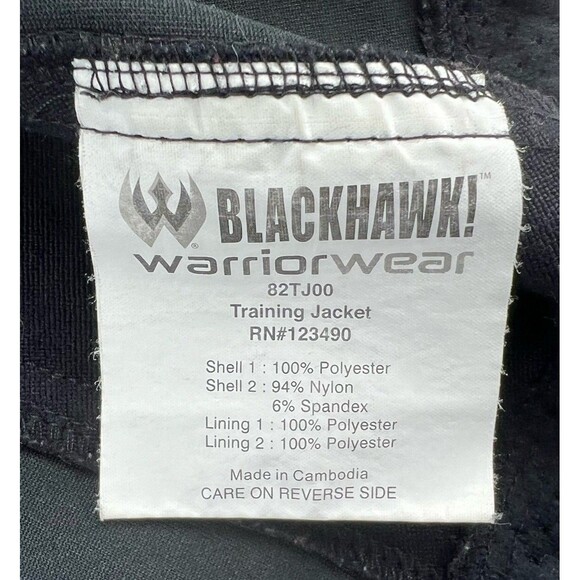 BLACKHAWK!™
warriorwear
82TJ00
Training Jacket
RN#123490
Shell 1 : 100% Polyester
Shell 2 : 94% Nylon
6% Spandex
Lining 1 : 100% Polyester
Lining 2 : 100% Polyester
Made in Cambodia
CARE ON REVERSE SIDE